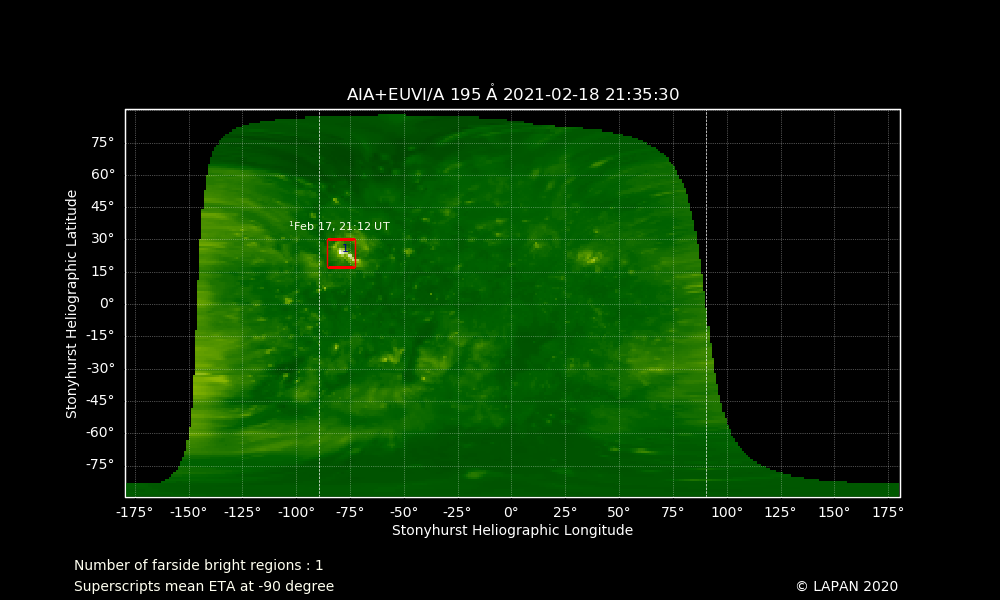 AIA+EUVI/A 195 Å 2021-02-18 21:35:30
75°
60°
45°
30°
15°
0°
-15°
-30°
-45°
-60°
-75°
Stonyhurst Heliographic Latitude
¹Feb 17, 21:12 UT
1
-175° -150° -125° -100° -75° -50° -25° 0° 25° 50° 75° 100° 125° 150° 175°
Stonyhurst Heliographic Longitude
Number of farside bright regions : 1
Superscripts mean ETA at -90 degree
© LAPAN 2020